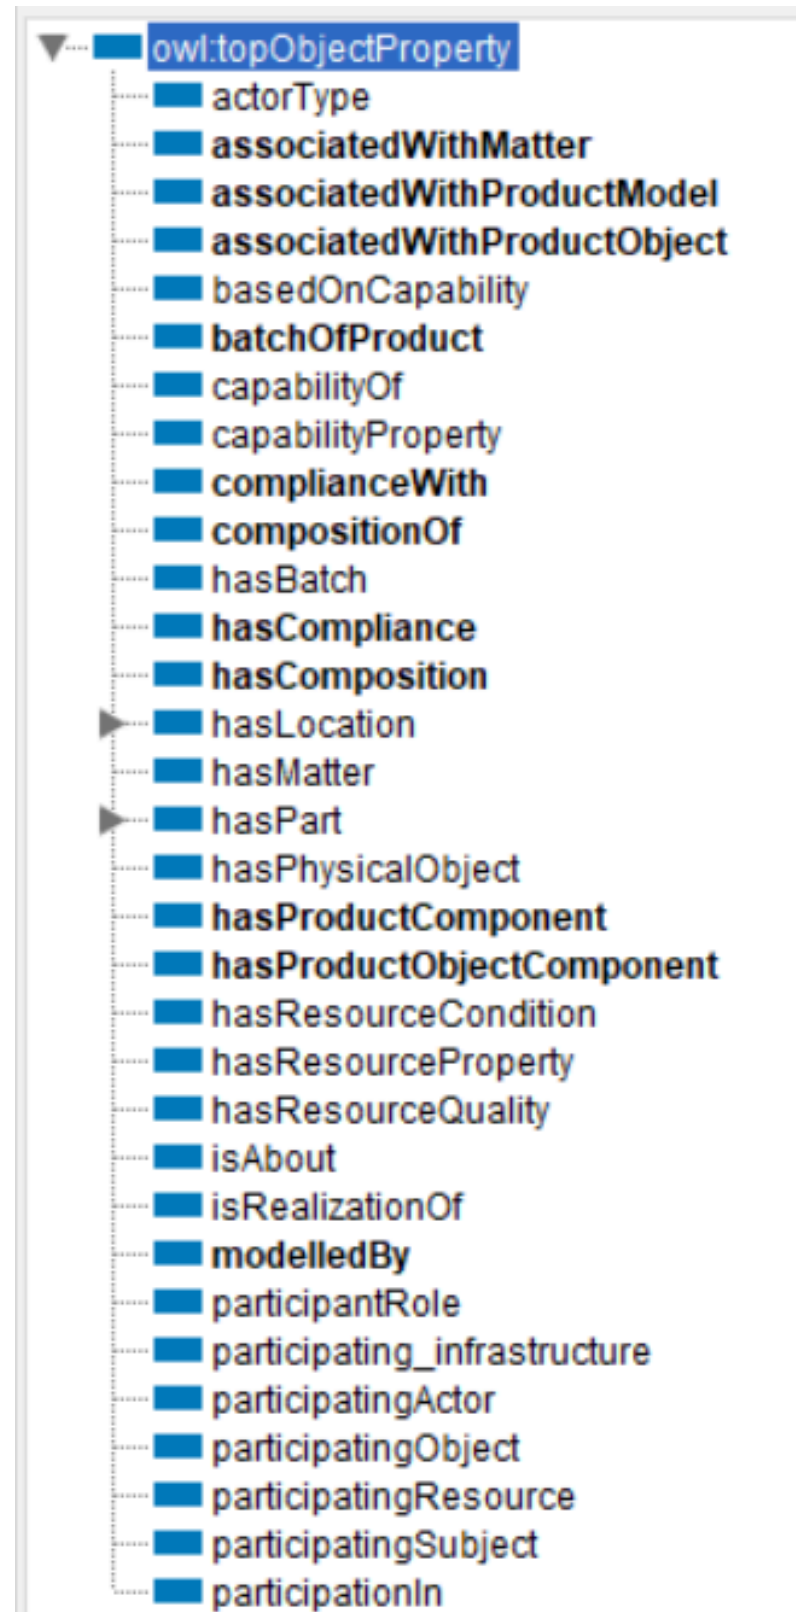 owl:topObjectProperty
actorType
associatedWithMatter
associatedWithProductModel
associatedWithProductObject
basedOnCapability
batchOfProduct
capabilityOf
capabilityProperty
complianceWith
compositionOf
hasBatch
hasCompliance
hasComposition
hasLocation
hasMatter
hasPart
hasPhysicalObject
hasProductComponent
hasProductObjectComponent
hasResourceCondition
hasResourceProperty
hasResourceQuality
isAbout
isRealizationOf
modelledBy
participantRole
participating_infrastructure
participatingActor
participatingObject
participatingResource
participatingSubject
participationIn